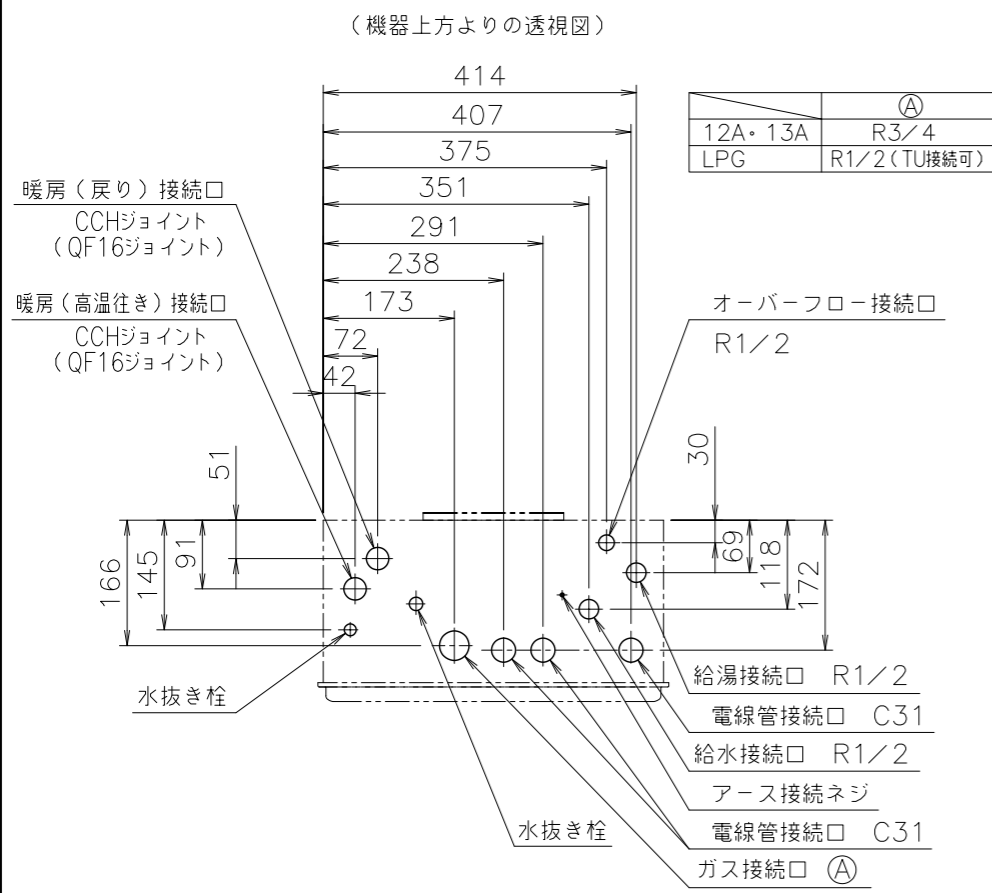 （機器上方よりの透視図）
414
407
375
351
291
238
173
72
42
Ⓐ
12A・13A R3／4
LPG R1／2（TU接続可）
暖房（戻り）接続口
CCHジョイント
（QF16ジョイント）
暖房（高温往き）接続口
CCHジョイント
（QF16ジョイント）
オーバーフロー接続口
R1／2
51
91
145
166
30
69
118
172
水抜き栓
水抜き栓
給湯接続口 R1／2
電線管接続口 C31
給水接続口 R1／2
アース接続ネジ
電線管接続口 C31
ガス接続口 Ⓐ